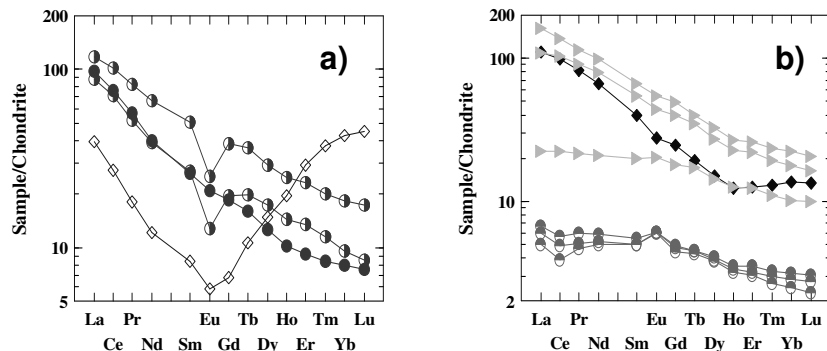 200
100
10
5
Sample/Chondrite
a)
La Pr Sm Eu Tb Ho Tm Lu
Ce Nd Gd Dy Er Yb
200
100
10
2
Sample/Chondrite
b)
La Pr Sm Eu Tb Ho Tm Lu
Ce Nd Gd Dy Er Yb